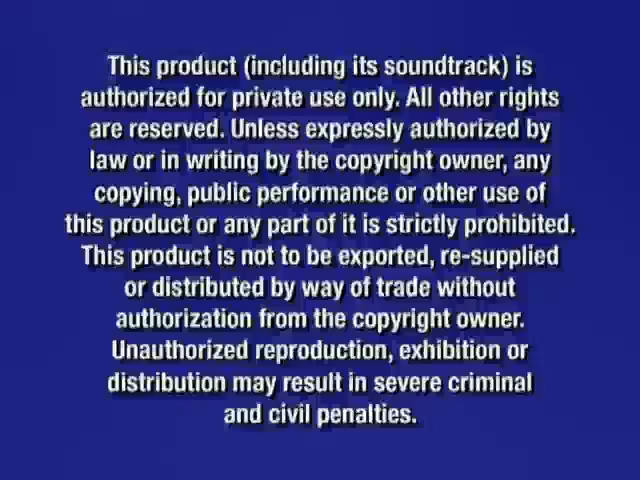 This product (including its soundtrack) is
authorized for private use only. All other rights
are reserved. Unless expressly authorized by
law or in writing by the copyright owner, any
copying, public performance or other use of
this product or any part of it is strictly prohibited.
This product is not to be exported, re-supplied
or distributed by way of trade without
authorization from the copyright owner.
Unauthorized reproduction, exhibition or
distribution may result in severe criminal
and civil penalties.